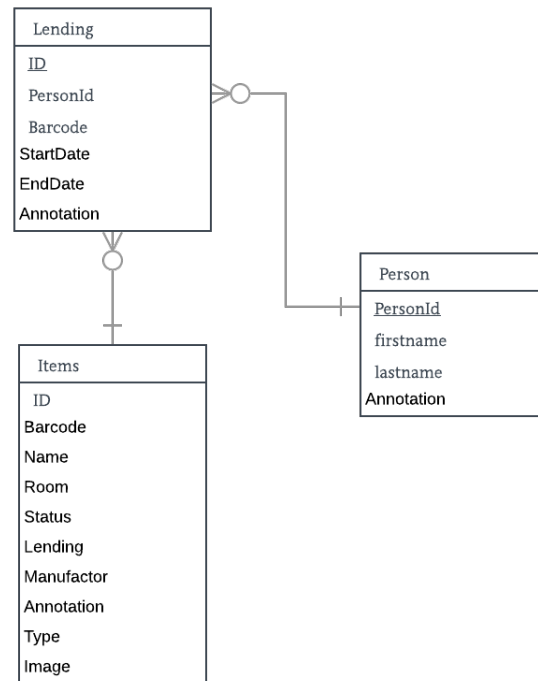 Lending
ID
PersonId
Barcode
StartDate
EndDate
Annotation
Person
PersonId
firstname
lastname
Annotation
Items
ID
Barcode
Name
Room
Status
Lending
Manufactor
Annotation
Type
Image